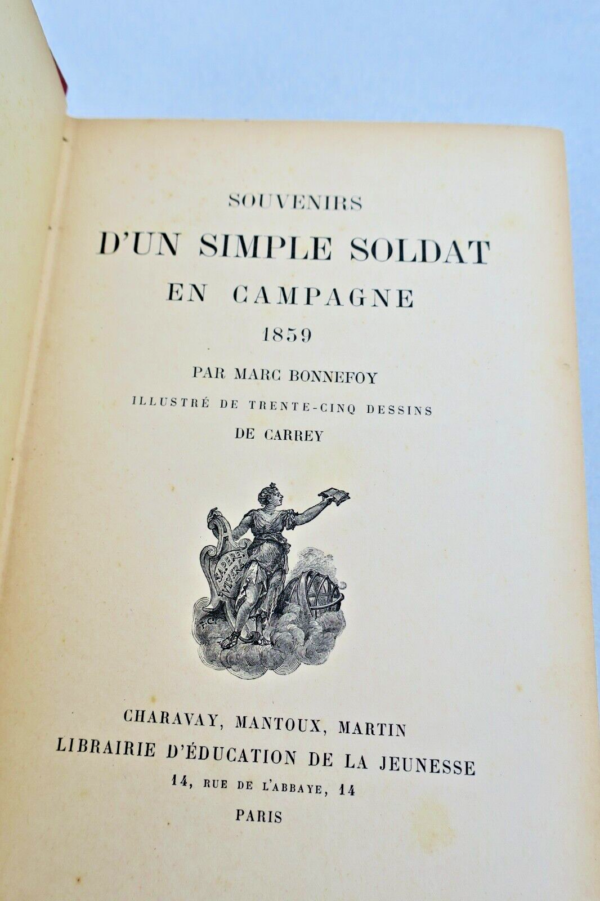 SOUVENIRS
D'UN SIMPLE SOLDAT
EN CAMPAGNE
1859
PAR MARC BONNEFOY
ILLUSTRÉ DE TRENTE-CINQ DESSINS
DE CARREY
CHARAVAY, MANTOUX, MARTIN
LIBRAIRIE D'ÉDUCATION DE LA JEUNESSE
14, RUE DE L'ABBAYE, 14
PARIS